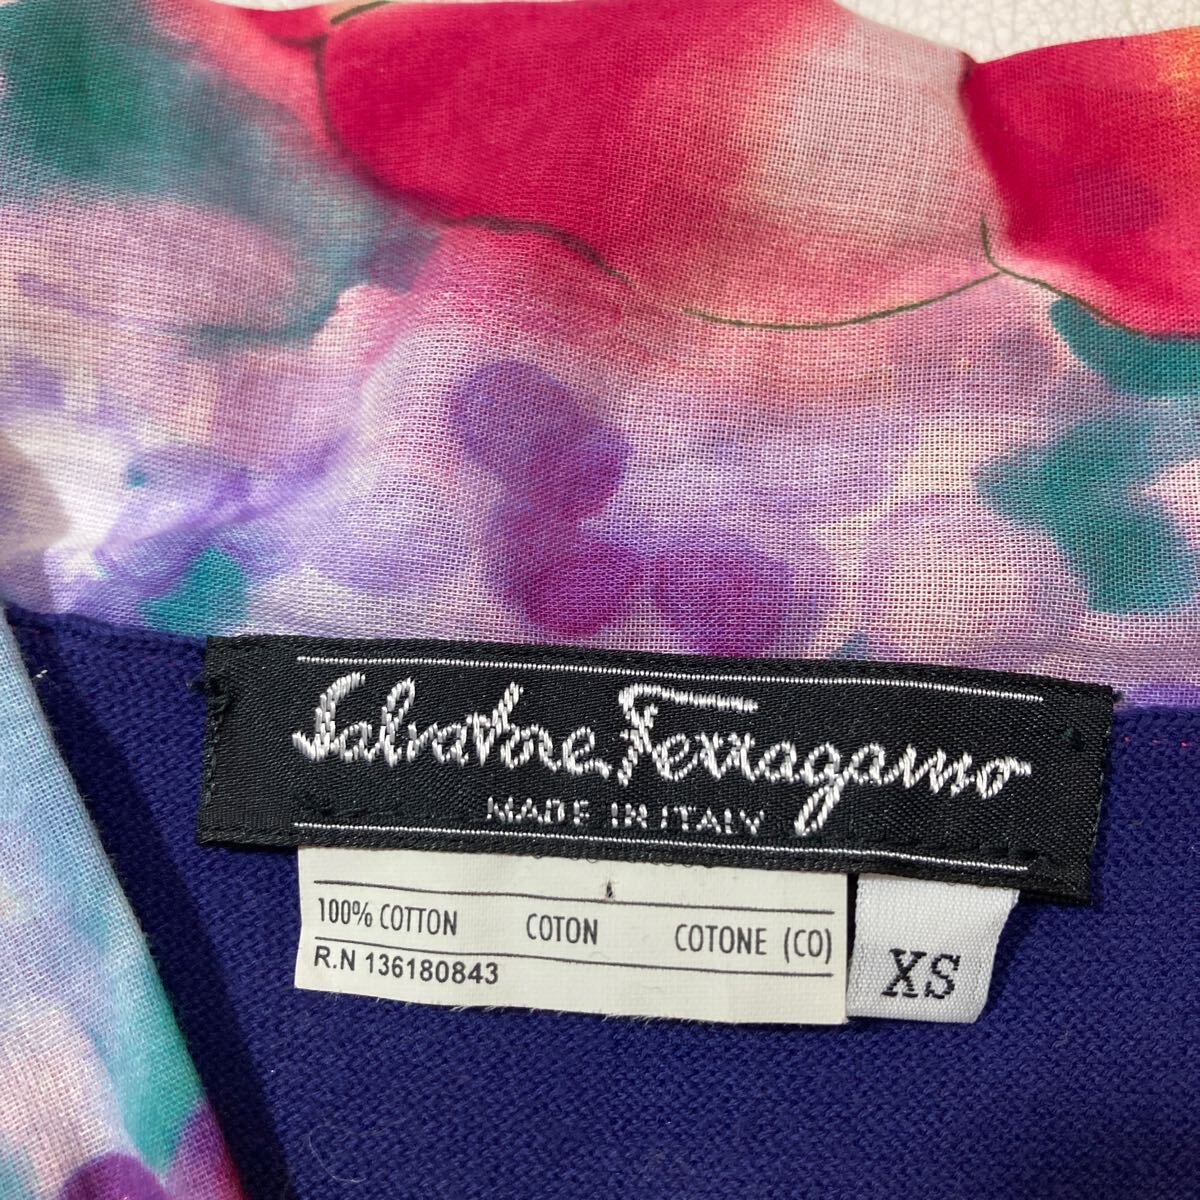 Salvatore Ferragamo
MADE IN ITALY
100% COTTON COTON COTONE (CO)
R.N 136180843
XS